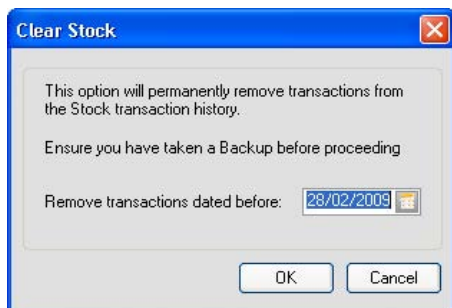 Clear Stock
This option will permanently remove transactions from
the Stock transaction history.
Ensure you have taken a Backup before proceeding
Remove transactions dated before: 28/02/2009
OK Cancel